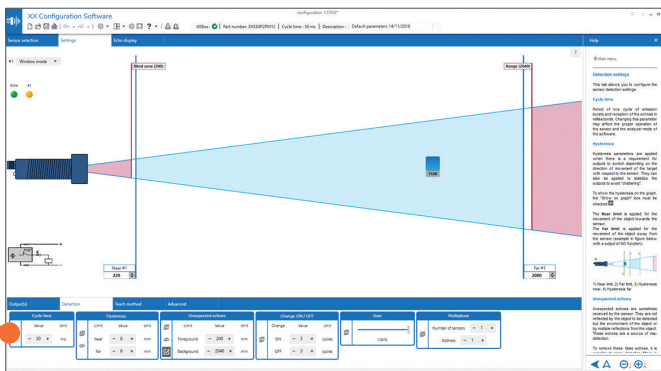 configuration 123XX*
XX Configuration Software
XXBox : Part number: XXS30P2PM12 Cycle time : 30 ms Description : Default parameters 14/11/2018
Sensor selection Settings Echo display Help
#1 Window mode
Echo #1
Blind zone (200)
Range (2040)
?
1550
Near #1
220
Far #1
2000
Output(s) Detection Teach method Advanced
Cycle time Hysteresis Unexpected echoes Change ON / OFF Gain Multiplexer
Value Unit Limit Value Unit Limit Value Unit Change Value Unit
- 30 + ms Near - 8 + mm Foreground - 200 + mm ON - 3 + cycles 100% Number of sensors - 1 +
Far - 8 + mm Background - 2040 + mm OFF - 3 + cycles Address - 1 +
Main menu
Detection settings
This tab allows you to configure the
sensor detection settings.
Cycle time
Period of one cycle of emission
bursts and reception of the echoes in
milliseconds. Changing this parameter
may affect the proper operation of
the sensor and the analyzer mode of
the software.
Hysteresis
Hysteresis parameters are applied
when there is a requirement for
outputs to switch depending on the
direction of movement of the target
with respect to the sensor. They can
also be applied to stabilize the
outputs to avoid "chattering".
To show the hysteresis on the graph,
the "Show on graph" box must be
checked
The Near limit is applied for the
movement of the object towards the
sensor.
The Far limit is applied for the
movement of the object away from
the sensor (example in figure below
with a output of NO function).
1) Near limit, 2) Far limit, 3) Hysteresis
near, 4) Hysteresis far
Unexpected echoes
Unexpected echoes are sometimes
received by the sensor. They are not
reflected by the object to be detected
but the environment of the object or
by multiple reflections from the object.
These echoes are a source of mis-
detection.
To remove these false echoes, it is
A